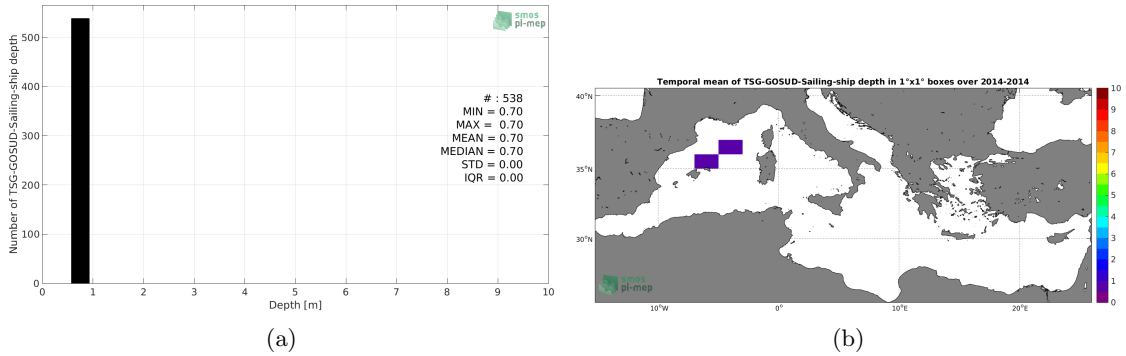 smos
pi-mep
500
400
300
200
100
0
Number of TSG-GOSUD-Sailing-ship depth
# : 538
MIN = 0.70
MAX = 0.70
MEAN = 0.70
MEDIAN = 0.70
STD = 0.00
IQR = 0.00
0 1 2 3 4 5 6 7 8 9 10
Depth [m]
(a)
Temporal mean of TSG-GOSUD-Sailing-ship depth in 1°x1° boxes over 2014-2014
40°N
35°N
30°N
10°W 0° 10°E 20°E
smos
pi-mep
10
9
8
7
6
5
4
3
2
1
0
(b)